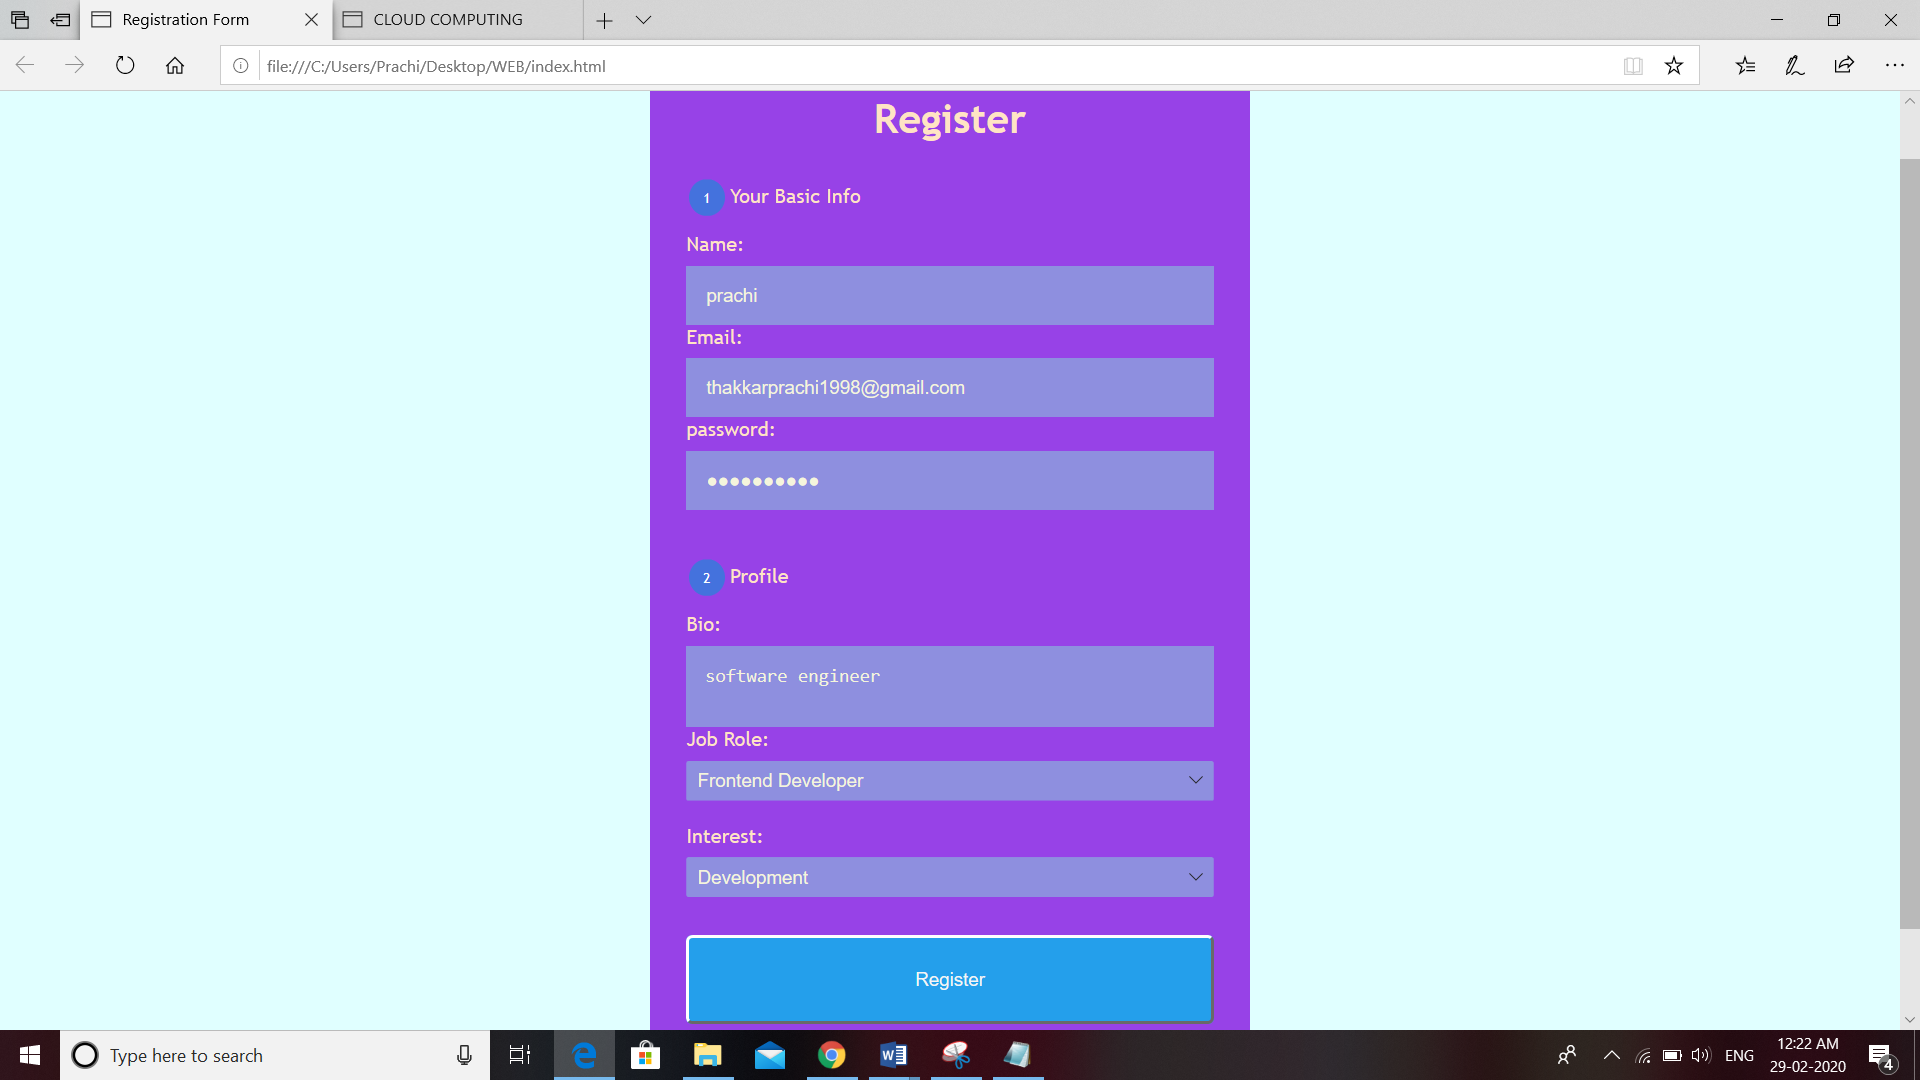 Registration Form
CLOUD COMPUTING
file:///C:/Users/Prachi/Desktop/WEB/index.html
Register
1 Your Basic Info
Name:
prachi
Email:
thakkarprachi1998@gmail.com
password:
••••••••••
2 Profile
Bio:
software engineer
Job Role:
Frontend Developer
Interest:
Development
Register
Type here to search
ENG
12:22 AM
29-02-2020
4